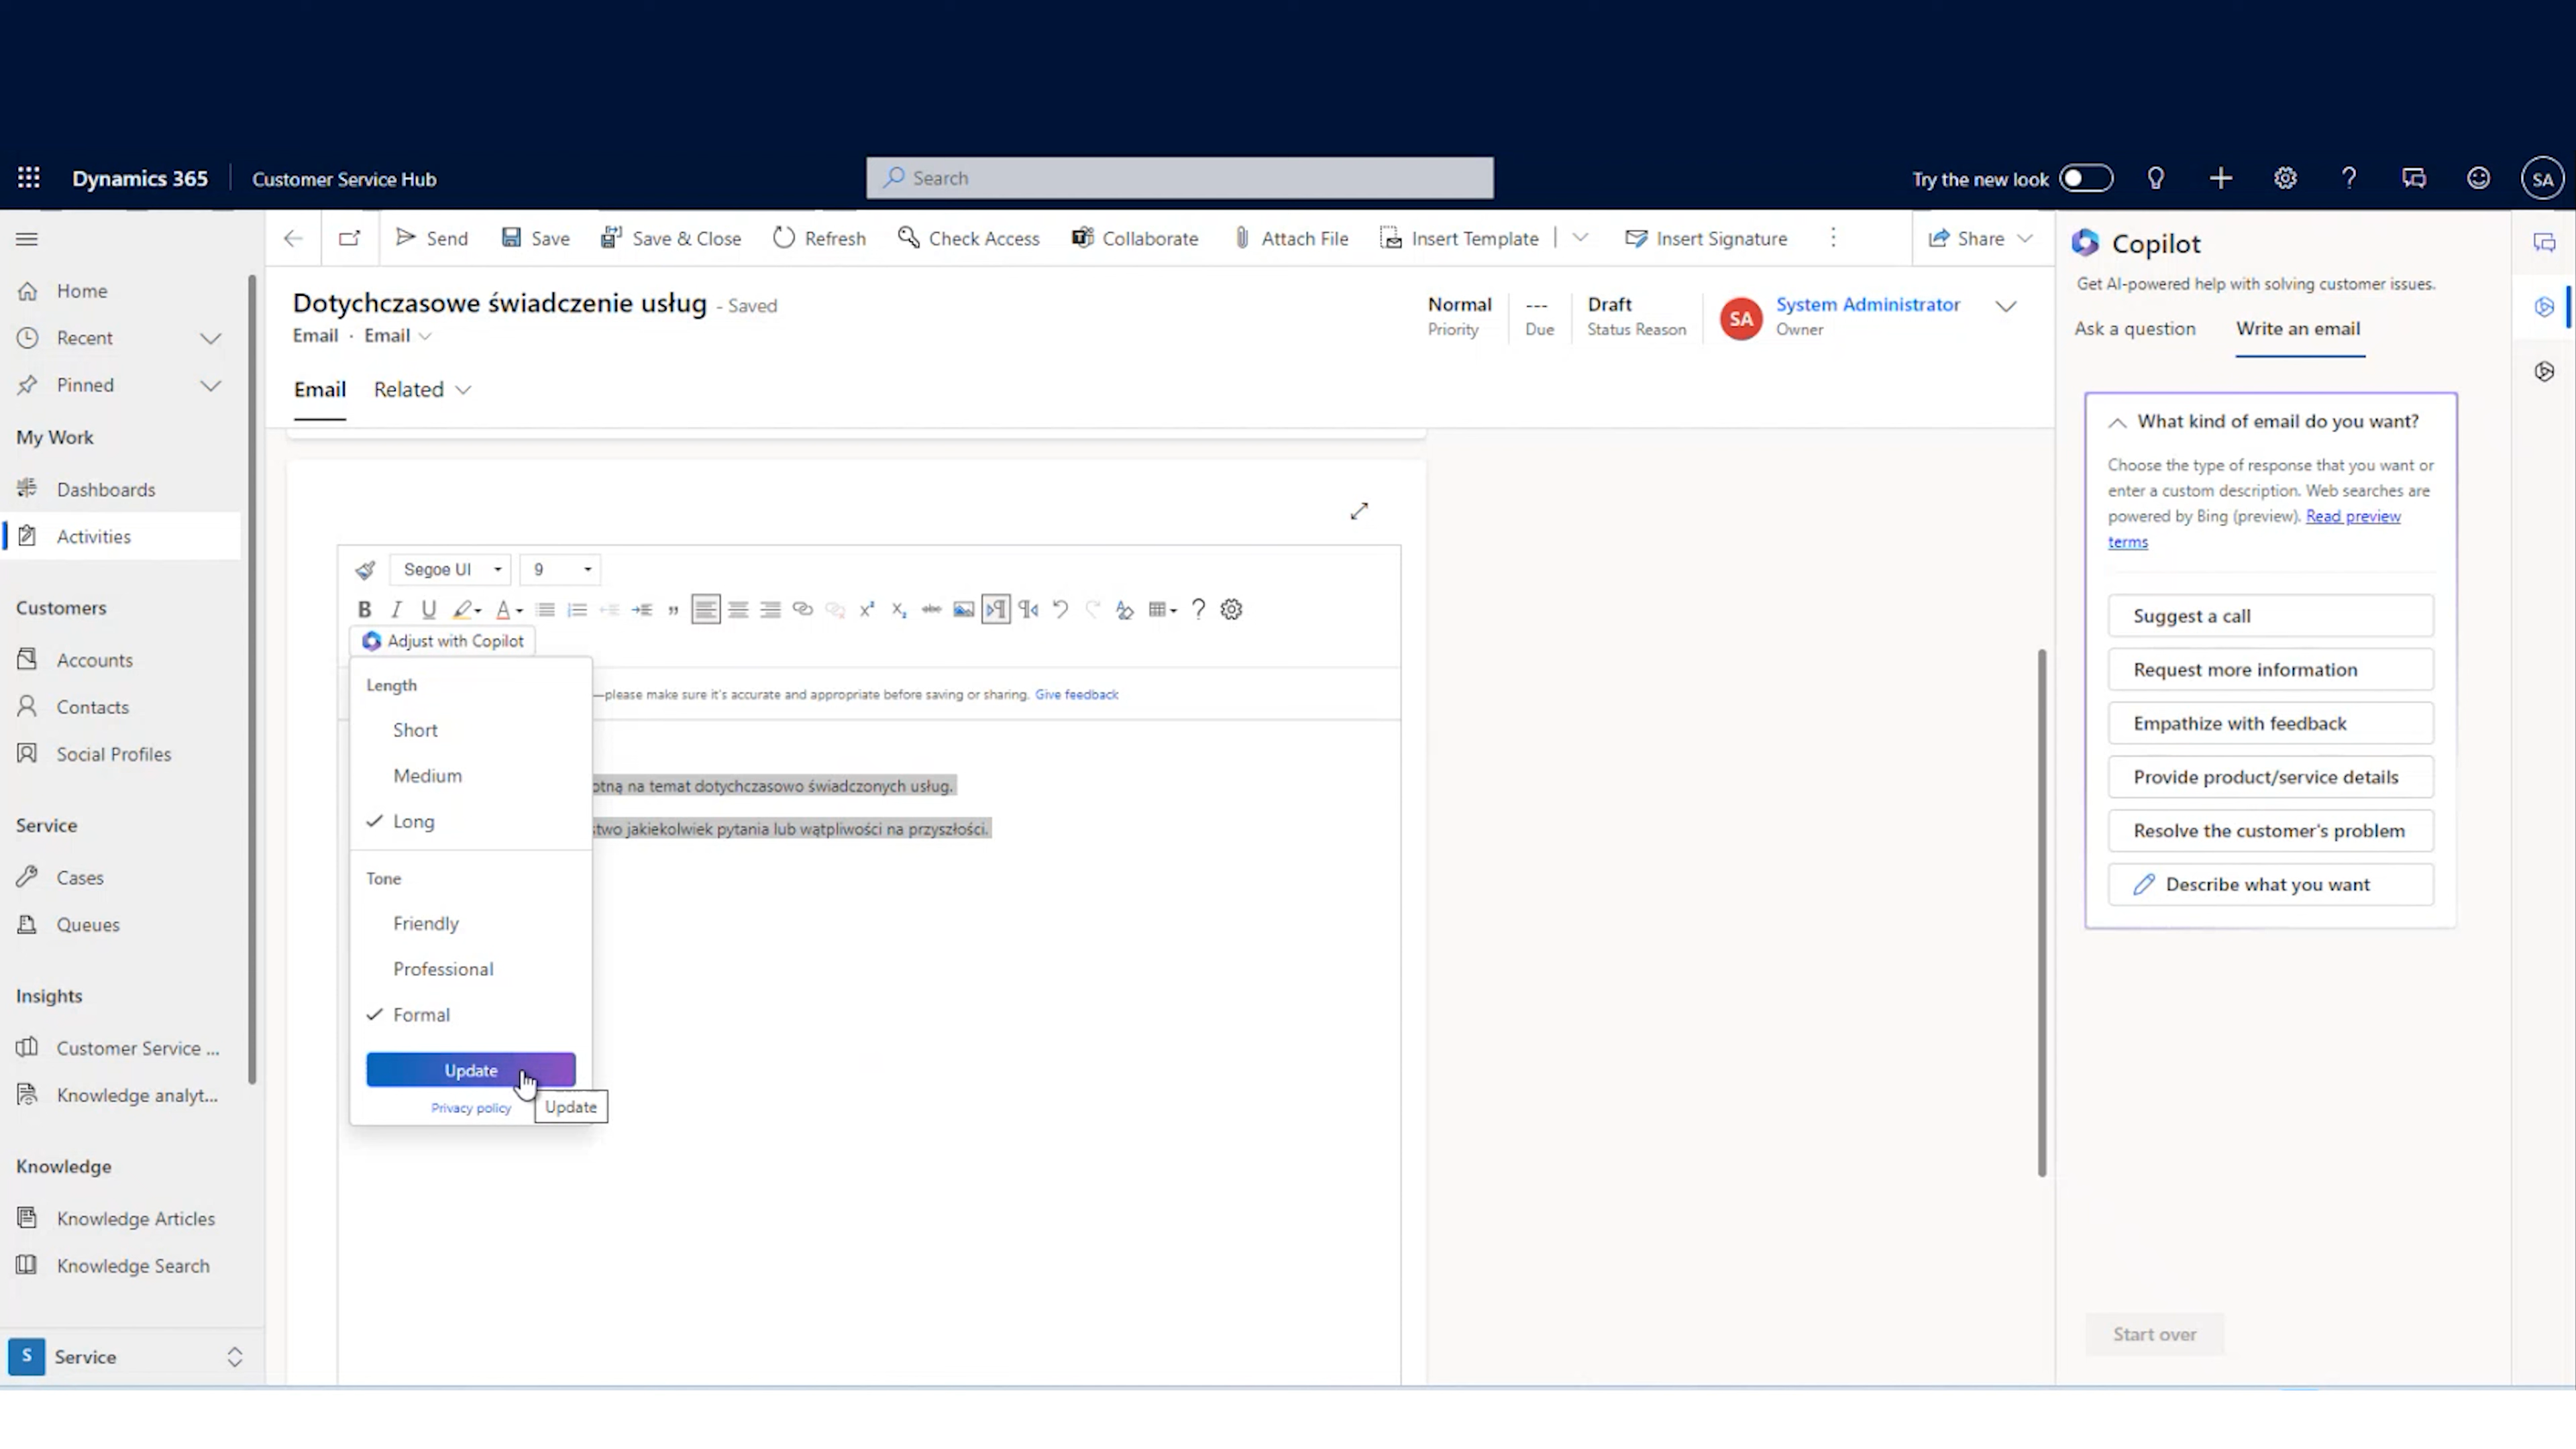 Dynamics 365
Customer Service Hub
Search
Try the new look
SA
Send
Save
Save & Close
Refresh
Check Access
Collaborate
Attach File
Insert Template
Insert Signature
Share
Home
Recent
Pinned
My Work
Dashboards
Activities
Customers
Accounts
Contacts
Social Profiles
Service
Cases
Queues
Insights
Customer Service ...
Knowledge analyt...
Knowledge
Knowledge Articles
Knowledge Search
S Service
Dotychczasowe świadczenie usług - Saved
Email · Email
Normal
Priority
---
Due
Draft
Status Reason
SA
System Administrator
Owner
Email
Related
Segoe UI
9
Adjust with Copilot
—please make sure it's accurate and appropriate before saving or sharing. Give feedback
otną na temat dotychczasowo świadczonych usług.
stwo jakiekolwiek pytania lub wątpliwości na przyszłości.
Length
Short
Medium
Long
Tone
Friendly
Professional
Formal
Update
Privacy policy
Update
Copilot
Get AI-powered help with solving customer issues.
Ask a question
Write an email
What kind of email do you want?
Choose the type of response that you want or
enter a custom description. Web searches are
powered by Bing (preview). Read preview
terms
Suggest a call
Request more information
Empathize with feedback
Provide product/service details
Resolve the customer's problem
Describe what you want
Start over